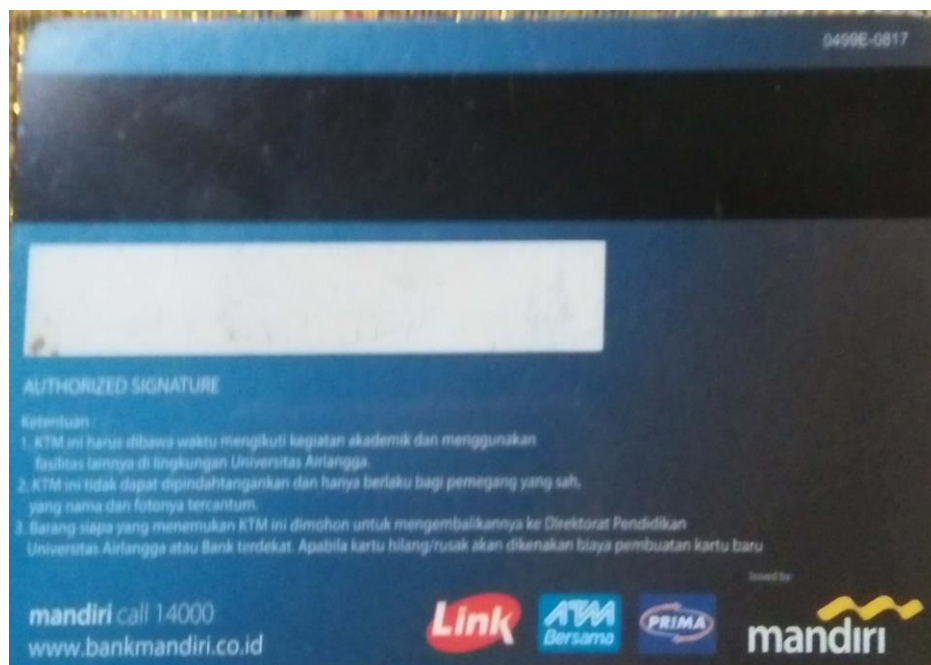 0499E-0817
AUTHORIZED SIGNATURE
Ketentuan :
1. KTM ini harus dibawa waktu mengikuti kegiatan akademik dan menggunakan
fasilitas lainnya di lingkungan Universitas Airlangga.
2. KTM ini tidak dapat dipindahtangankan dan hanya berlaku bagi pemegang yang sah,
yang nama dan fotonya tercantum.
3. Barang siapa yang menemukan KTM ini dimohon untuk mengembalikannya ke Direktorat Pendidikan
Universitas Airlangga atau Bank terdekat. Apabila kartu hilang/rusak akan dikenakan biaya pembuatan kartu baru
Issued by:
mandiri call 14000
www.bankmandiri.co.id
Link
ATM
Bersama
PRIMA
mandiri